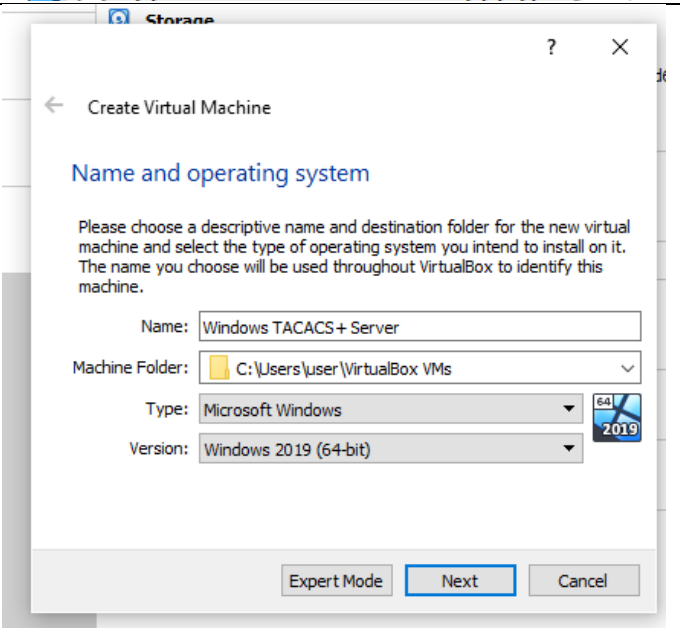 Storage
?
Create Virtual Machine
Name and operating system
Please choose a descriptive name and destination folder for the new virtual
machine and select the type of operating system you intend to install on it.
The name you choose will be used throughout VirtualBox to identify this
machine.
Name: Windows TACACS+ Server
Machine Folder: C:\Users\user\VirtualBox VMs
Type: Microsoft Windows
64
2019
Version: Windows 2019 (64-bit)
Expert Mode Next Cancel